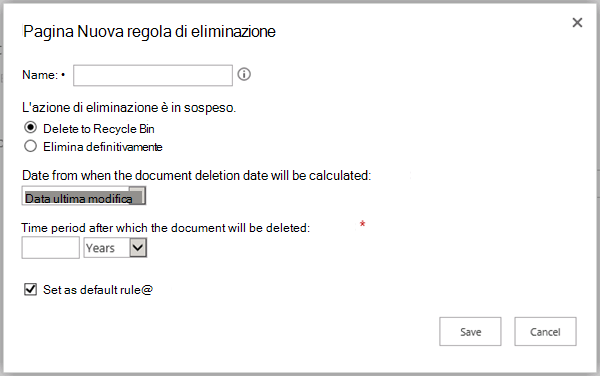 Pagina Nuova regola di eliminazione
Name: •
L'azione di eliminazione è in sospeso.
Delete to Recycle Bin
Elimina definitivamente
Date from when the document deletion date will be calculated:
Data ultima modifica
Time period after which the document will be deleted: *
Years
Set as default rule@
Save Cancel